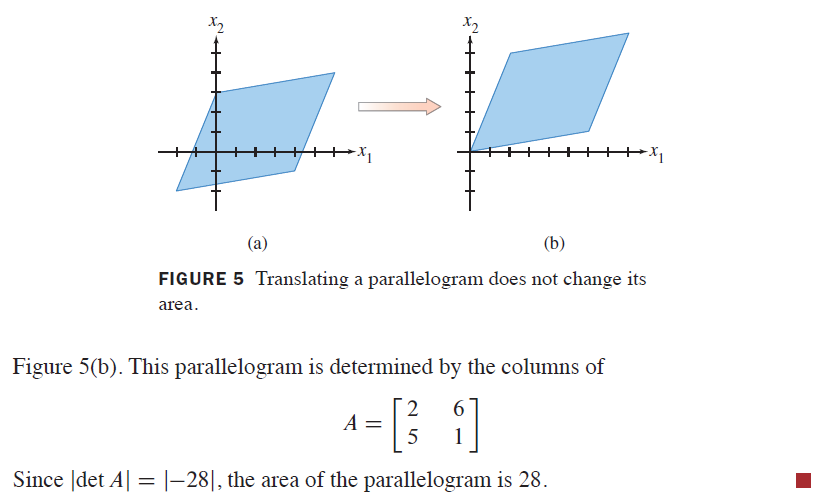 x₂ x₂
x₁ x₁
(a) (b)
FIGURE 5 Translating a parallelogram does not change its
area.
Figure 5(b). This parallelogram is determined by the columns of
A = [2 6
5 1]
Since |det A| = |−28|, the area of the parallelogram is 28.